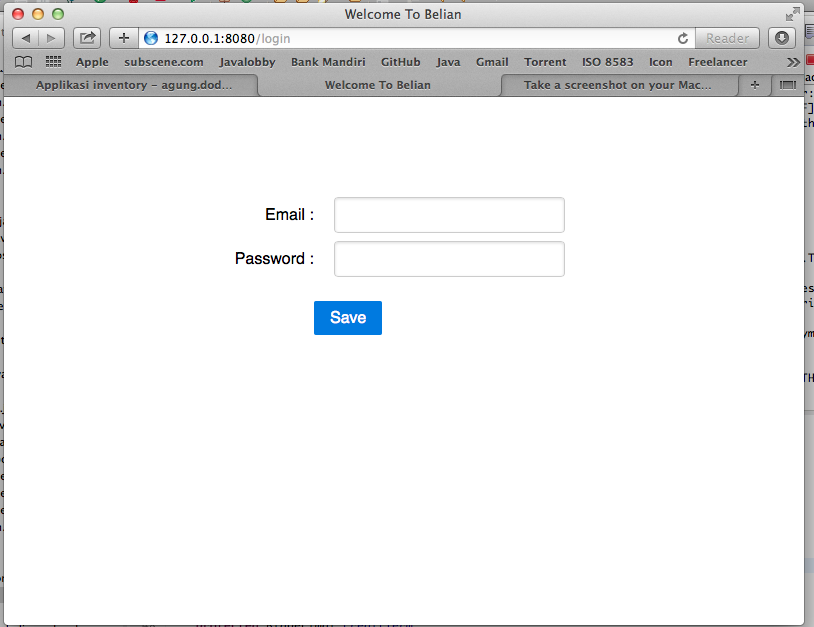 Welcome To Belian
127.0.0.1:8080/login
Reader
Apple subscene.com Javalobby Bank Mandiri GitHub Java Gmail Torrent ISO 8583 Icon Freelancer
Applikasi inventory – agung.dod... Welcome To Belian Take a screenshot on your Mac...
Email :
Password :
Save